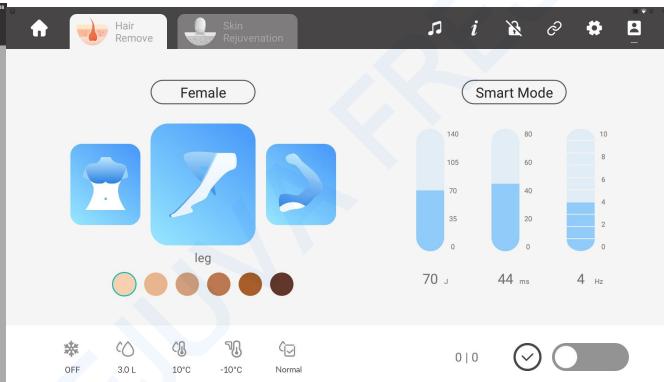 Hair
Remove
Skin
Rejuvenation
i
Female
Smart Mode
leg
140
105
70
35
0
80
60
40
20
0
10
8
6
4
2
0
70 J
44 ms
4 Hz
OFF
3.0 L
10°C
-10°C
Normal
0 | 0